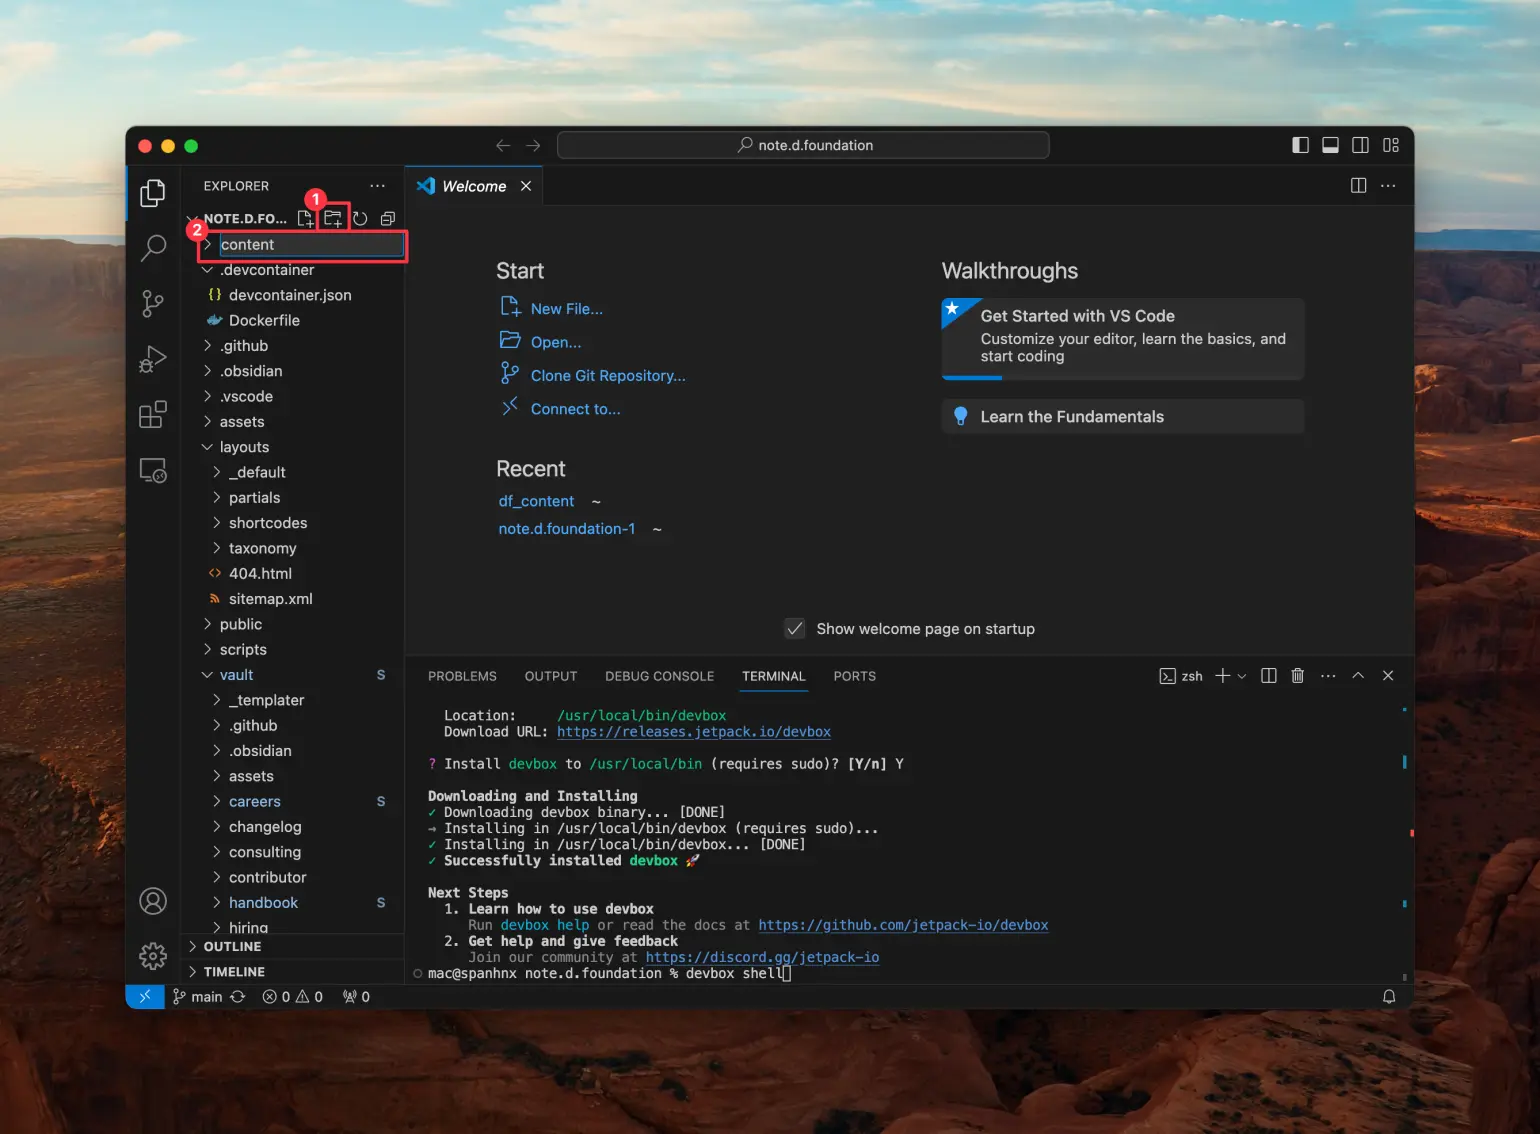 note.d.foundation
EXPLORER
Welcome
1
NOTE.D.FO...
2
content
.devcontainer
{} devcontainer.json
Dockerfile
.github
.obsidian
.vscode
assets
layouts
_default
partials
shortcodes
taxonomy
404.html
sitemap.xml
public
scripts
vault S
_templater
.github
.obsidian
assets
careers S
changelog
consulting
contributor
handbook S
hiring
OUTLINE
TIMELINE
Start
New File...
Open...
Clone Git Repository...
Connect to...
Recent
df_content ~
note.d.foundation-1 ~
Walkthroughs
Get Started with VS Code
Customize your editor, learn the basics, and
start coding
Learn the Fundamentals
Show welcome page on startup
PROBLEMS OUTPUT DEBUG CONSOLE TERMINAL PORTS
zsh
Location: /usr/local/bin/devbox
Download URL: https://releases.jetpack.io/devbox
? Install devbox to /usr/local/bin (requires sudo)? [Y/n] Y
Downloading and Installing
✓ Downloading devbox binary... [DONE]
→ Installing in /usr/local/bin/devbox (requires sudo)...
✓ Installing in /usr/local/bin/devbox... [DONE]
✓ Successfully installed devbox 🚀
Next Steps
1. Learn how to use devbox
Run devbox help or read the docs at https://github.com/jetpack-io/devbox
2. Get help and give feedback
Join our community at https://discord.gg/jetpack-io
mac@spanhnx note.d.foundation % devbox shell
main 0 0 0